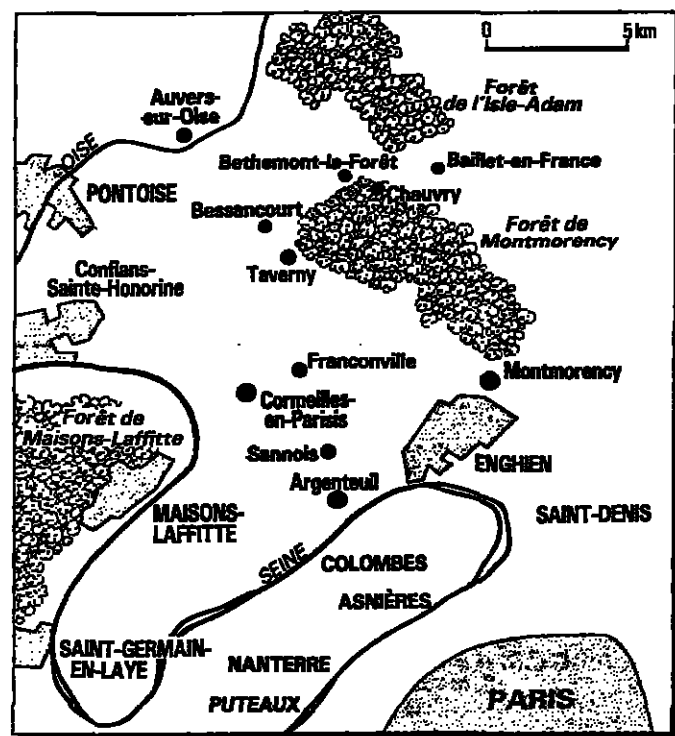 0
5 km
Forêt
de l'Isle-Adam
Auvers-
sur-Oise
OISE
Bethemont-la-Forêt
Baillet-en-France
PONTOISE
Chauvry
Bessancourt
Forêt de
Montmorency
Taverny
Conflans-
Sainte-Honorine
Franconville
Montmorency
Cormeilles-
en-Parisis
Forêt de
Maisons-Laffitte
Sannois
ENGHIEN
Argenteuil
MAISONS-
LAFFITTE
SAINT-DENIS
SEINE
COLOMBES
ASNIÈRES
SAINT-GERMAIN-
EN-LAYE
NANTERRE
PUTEAUX
PARIS